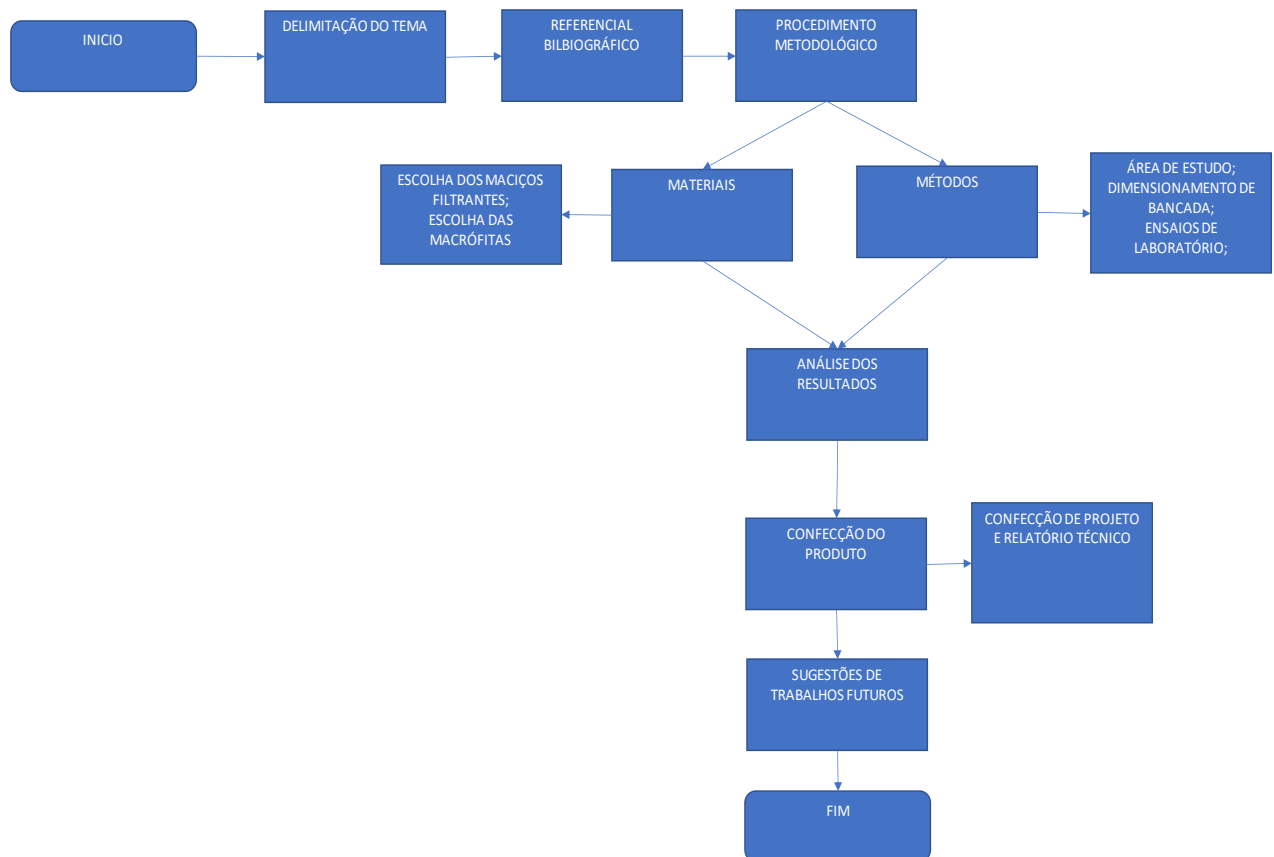 INICIO
DELIMITAÇÃO DO TEMA
REFERENCIAL
BILBIOGRÁFICO
PROCEDIMENTO
METODOLÓGICO
ESCOLHA DOS MACIÇOS
FILTRANTES;
ESCOLHA DAS
MACRÓFITAS
MATERIAIS
MÉTODOS
ÁREA DE ESTUDO;
DIMENSIONAMENTO DE
BANCADA;
ENSAIOS DE
LABORATÓRIO;
ANÁLISE DOS
RESULTADOS
CONFECÇÃO DO
PRODUTO
CONFECÇÃO DE PROJETO
E RELATÓRIO TÉCNICO
SUGESTÕES DE
TRABALHOS FUTUROS
FIM